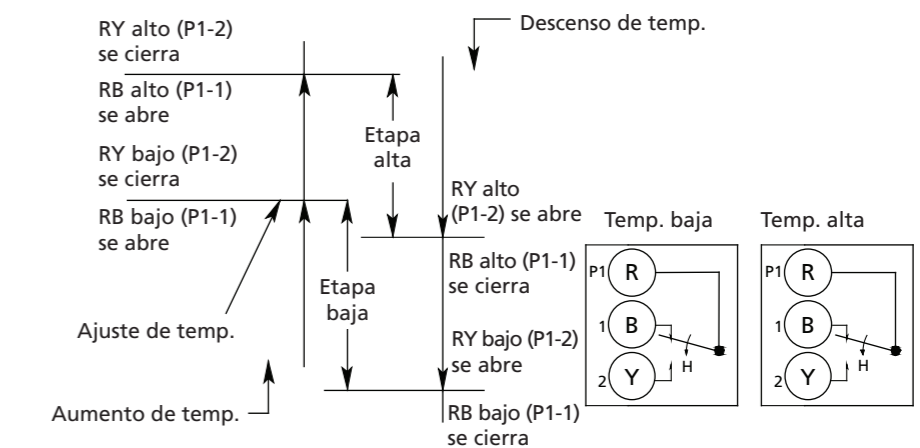 RY alto (P1-2)
se cierra
RB alto (P1-1)
se abre
RY bajo (P1-2)
se cierra
RB bajo (P1-1)
se abre
Ajuste de temp.
Aumento de temp.
Etapa
alta
Etapa
baja
Descenso de temp.
RY alto
(P1-2) se abre
RB alto (P1-1)
se cierra
RY bajo (P1-2)
se abre
RB bajo (P1-1)
se cierra
Temp. baja
P1 R
1 B
H
2 Y
Temp. alta
P1 R
1 B
H
2 Y